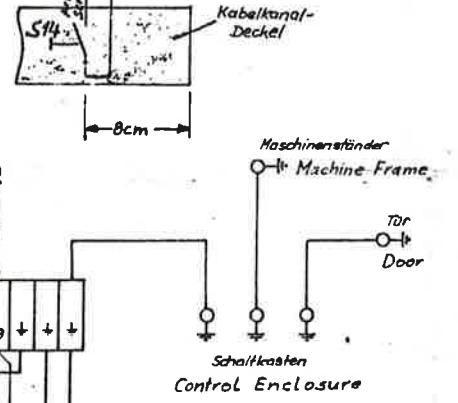 Kabelkanal-
Deckel
S14
8cm
Maschinenständer
Machine Frame
Tür
Door
Schaltkasten
Control Enclosure